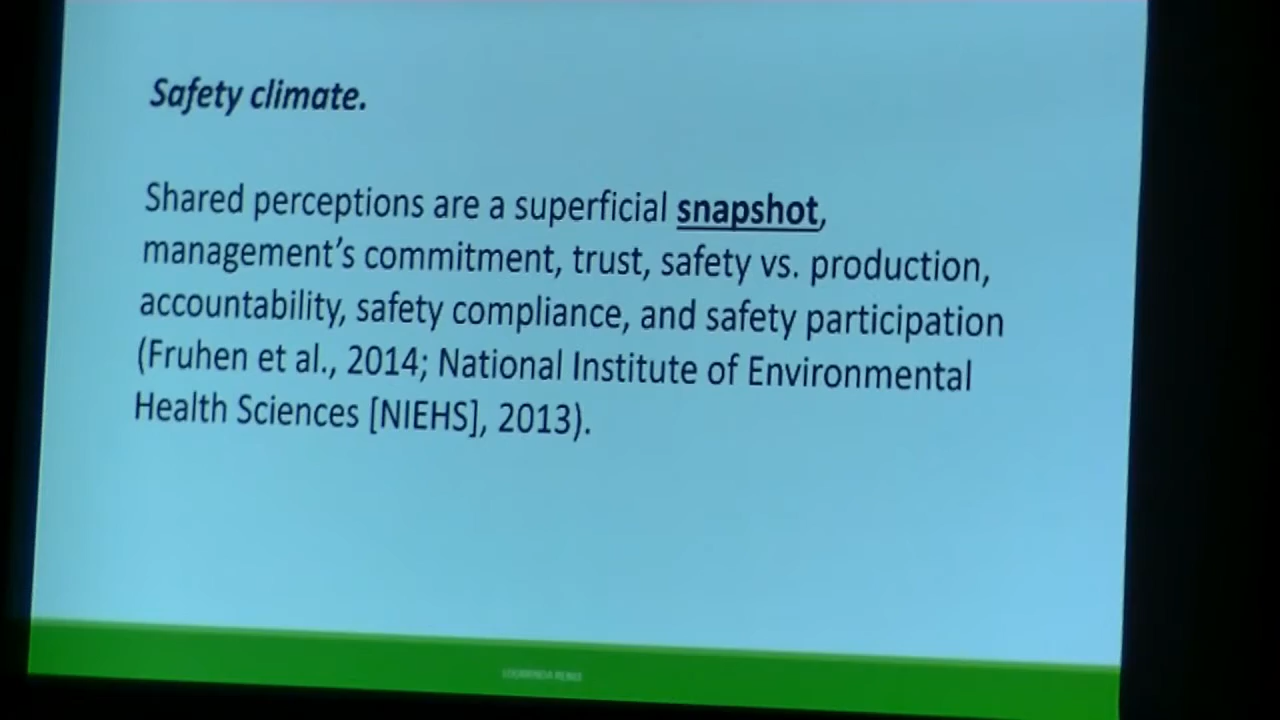 Safety climate.
Shared perceptions are a superficial snapshot,
management's commitment, trust, safety vs. production,
accountability, safety compliance, and safety participation
(Fruhen et al., 2014; National Institute of Environmental
Health Sciences [NIEHS], 2013).